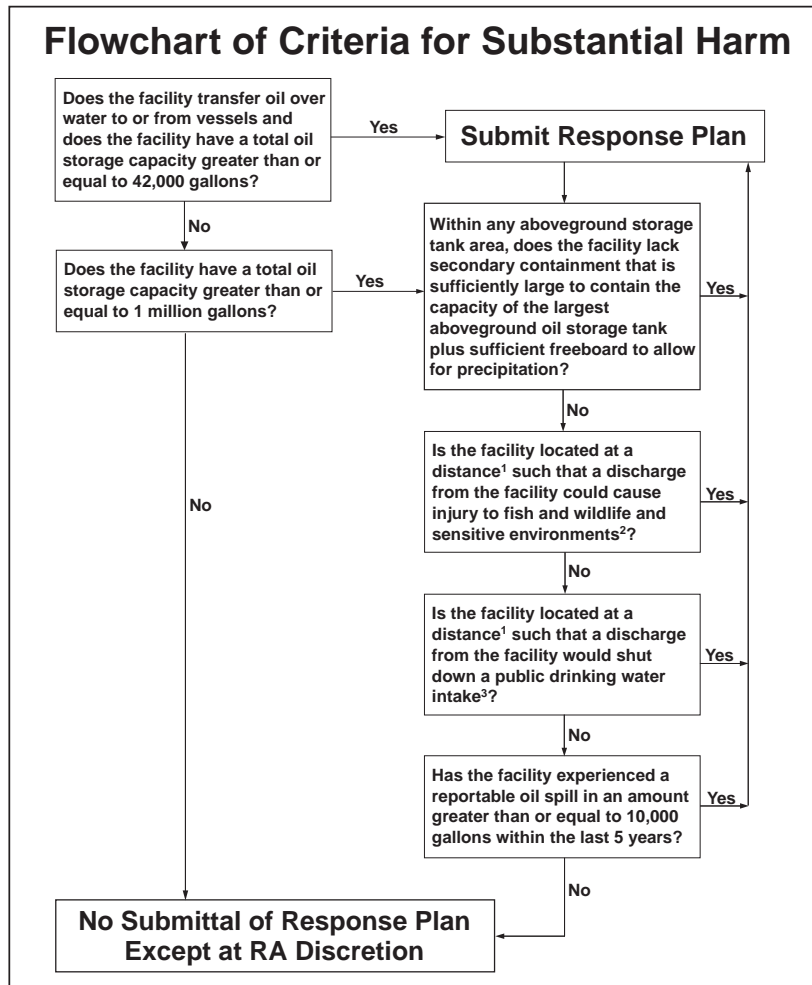 Flowchart of Criteria for Substantial Harm
Does the facility transfer oil over
water to or from vessels and
does the facility have a total oil
storage capacity greater than or
equal to 42,000 gallons?
Yes
Submit Response Plan
No
Does the facility have a total oil
storage capacity greater than or
equal to 1 million gallons?
Yes
Within any aboveground storage
tank area, does the facility lack
secondary containment that is
sufficiently large to contain the
capacity of the largest
aboveground oil storage tank
plus sufficient freeboard to allow
for precipitation?
Yes
No
Is the facility located at a
distance¹ such that a discharge
from the facility could cause
injury to fish and wildlife and
sensitive environments²?
Yes
No
No
Is the facility located at a
distance¹ such that a discharge
from the facility would shut
down a public drinking water
intake³?
Yes
No
Has the facility experienced a
reportable oil spill in an amount
greater than or equal to 10,000
gallons within the last 5 years?
Yes
No
No Submittal of Response Plan
Except at RA Discretion